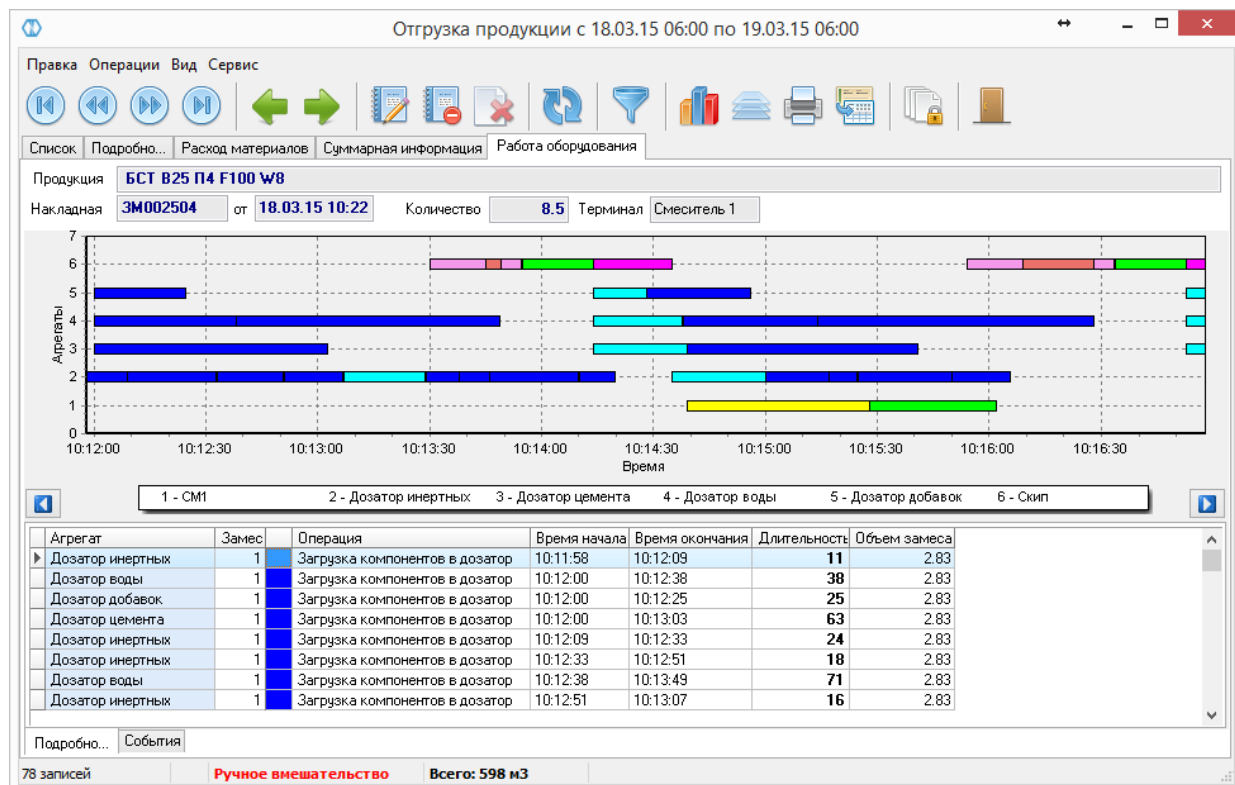 Отгрузка продукции с 18.03.15 06:00 по 19.03.15 06:00
Правка Операции Вид Сервис
Список Подробно... Расход материалов Суммарная информация Работа оборудования
Продукция БСТ В25 П4 F100 W8
Накладная ЗМ002504 от 18.03.15 10:22 Количество 8.5 Терминал Смеситель 1
7
6
5
4
3
2
1
0
Агрегаты
10:12:00 10:12:30 10:13:00 10:13:30 10:14:00 10:14:30 10:15:00 10:15:30 10:16:00 10:16:30
Время
1 - СМ1 2 - Дозатор инертных 3 - Дозатор цемента 4 - Дозатор воды 5 - Дозатор добавок 6 - Скип
Агрегат Замес Операция Время начала Время окончания Длительность Объем замеса
Дозатор инертных 1 Загрузка компонентов в дозатор 10:11:58 10:12:09 11 2.83
Дозатор воды 1 Загрузка компонентов в дозатор 10:12:00 10:12:38 38 2.83
Дозатор добавок 1 Загрузка компонентов в дозатор 10:12:00 10:12:25 25 2.83
Дозатор цемента 1 Загрузка компонентов в дозатор 10:12:00 10:13:03 63 2.83
Дозатор инертных 1 Загрузка компонентов в дозатор 10:12:09 10:12:33 24 2.83
Дозатор инертных 1 Загрузка компонентов в дозатор 10:12:33 10:12:51 18 2.83
Дозатор воды 1 Загрузка компонентов в дозатор 10:12:38 10:13:49 71 2.83
Дозатор инертных 1 Загрузка компонентов в дозатор 10:12:51 10:13:07 16 2.83
Подробно... События
78 записей Ручное вмешательство Всего: 598 м3